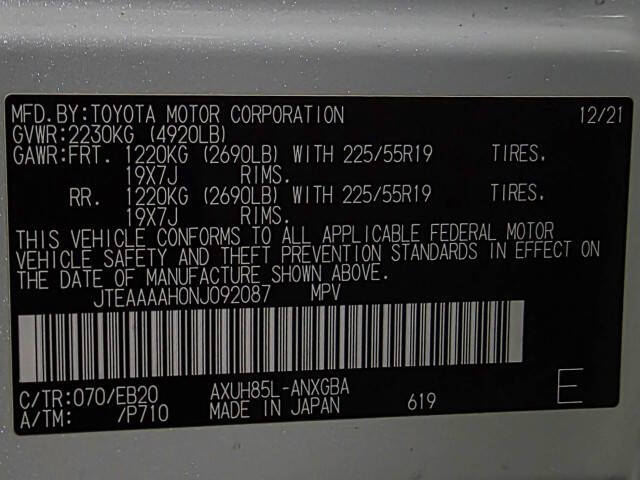 MFD.BY:TOYOTA MOTOR CORPORATION 12/21
GVWR:2230KG (4920LB)
GAWR:FRT. 1220KG (2690LB) WITH 225/55R19 TIRES.
19X7J RIMS.
RR. 1220KG (2690LB) WITH 225/55R19 TIRES.
19X7J RIMS.
THIS VEHICLE CONFORMS TO ALL APPLICABLE FEDERAL MOTOR
VEHICLE SAFETY AND THEFT PREVENTION STANDARDS IN EFFECT ON
THE DATE OF MANUFACTURE SHOWN ABOVE.
JTEAAAAH0NJ092087 MPV
C/TR:070/EB20 AXUH85L-ANXGBA
A/TM: /P710 MADE IN JAPAN 619 E